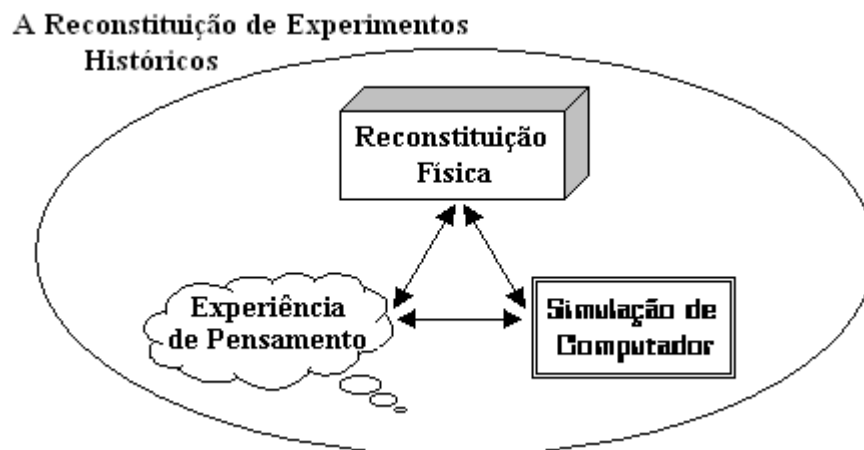 A Reconstituição de Experimentos
Históricos
Reconstituição
Física
Experiência
de Pensamento
Simulação de
Computador